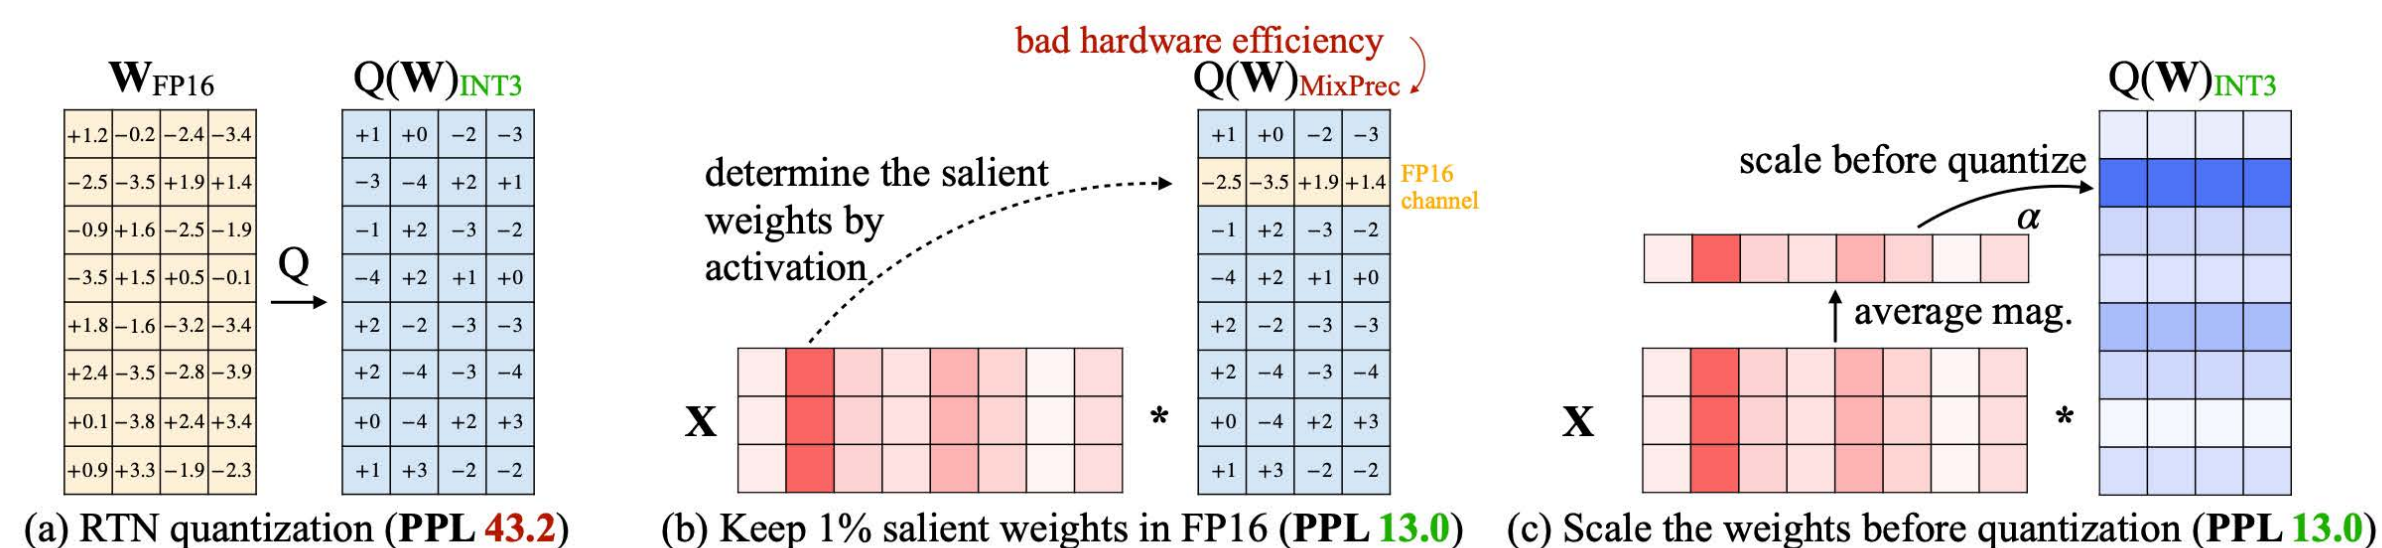 W_FP16
+1.2 −0.2 −2.4 −3.4
−2.5 −3.5 +1.9 +1.4
−0.9 +1.6 −2.5 −1.9
−3.5 +1.5 +0.5 −0.1
+1.8 −1.6 −3.2 −3.4
+2.4 −3.5 −2.8 −3.9
+0.1 −3.8 +2.4 +3.4
+0.9 +3.3 −1.9 −2.3
Q
Q(W)_INT3
+1 +0 −2 −3
−3 −4 +2 +1
−1 +2 −3 −2
−4 +2 +1 +0
+2 −2 −3 −3
+2 −4 −3 −4
+0 −4 +2 +3
+1 +3 −2 −2
(a) RTN quantization (PPL 43.2)
bad hardware efficiency
Q(W)_MixPrec
determine the salient
weights by
activation
X
*
+1 +0 −2 −3
−2.5 −3.5 +1.9 +1.4
−1 +2 −3 −2
−4 +2 +1 +0
+2 −2 −3 −3
+2 −4 −3 −4
+0 −4 +2 +3
+1 +3 −2 −2
FP16
channel
(b) Keep 1% salient weights in FP16 (PPL 13.0)
Q(W)_INT3
scale before quantize
α
average mag.
X
*
(c) Scale the weights before quantization (PPL 13.0)